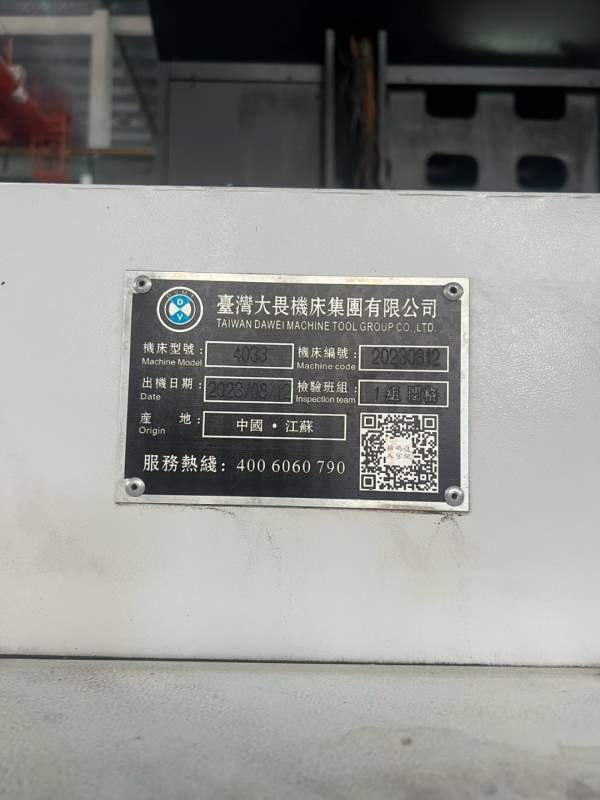 DV
臺灣大畏機床集團有限公司
TAIWAN DAWEI MACHINE TOOL GROUP CO.,LTD.
機床型號： 4033 機床編號： 20230812
Machine Model Machine code
出機日期： 2023/08/12 檢驗班組： 1 組
Date Inspection team
產 地： 中國·江蘇
Origin
服務熱綫：400 6060 790